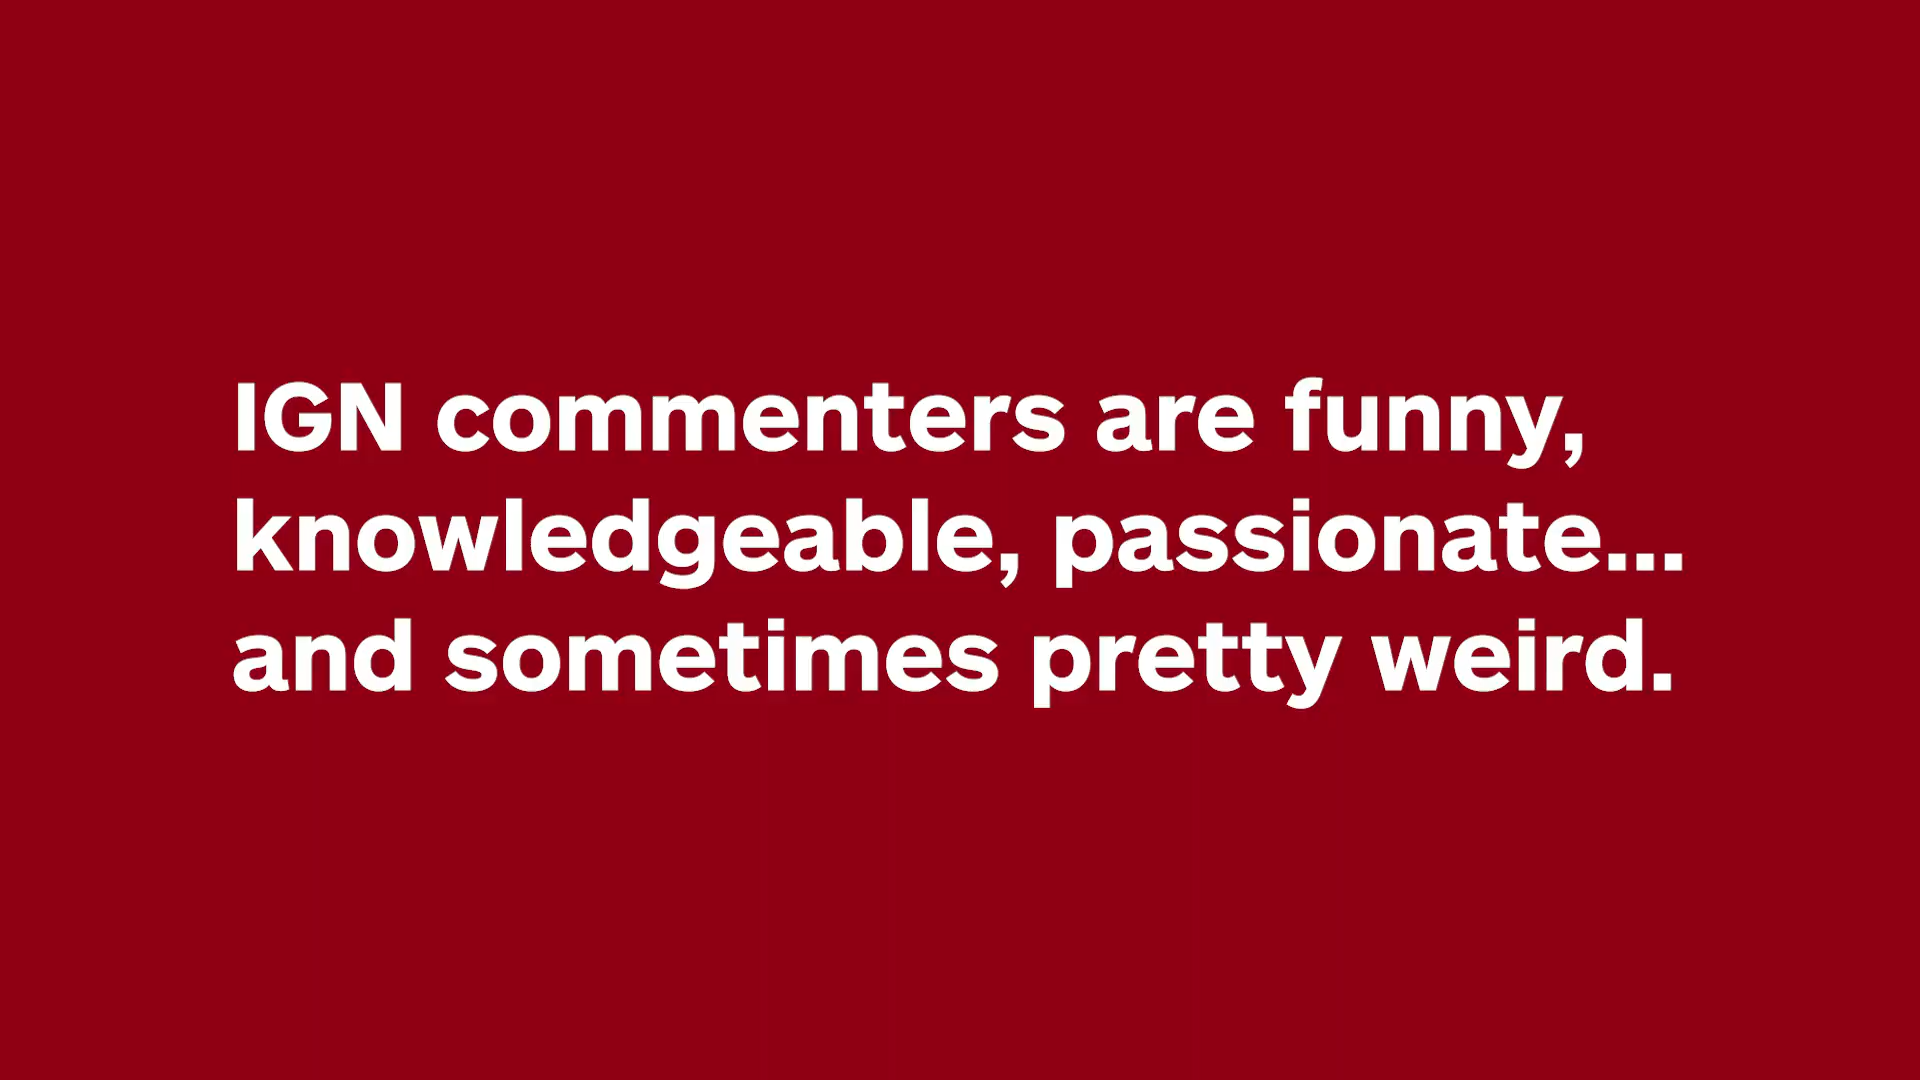 IGN commenters are funny,
knowledgeable, passionate...
and sometimes pretty weird.